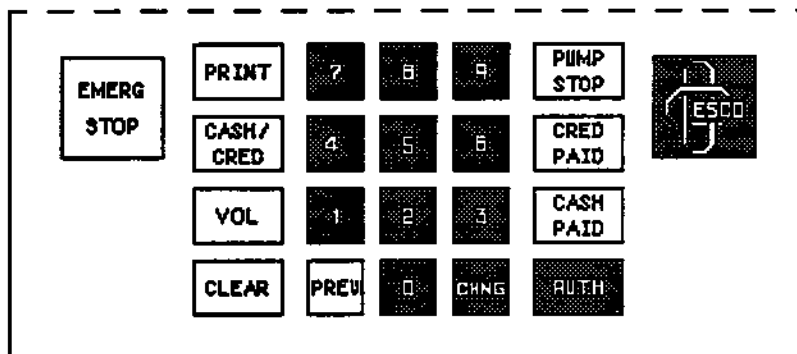 EMERG
STOP
PRINT
7
8
9
PUMP
STOP
ESCO
CASH/
CRED
4
5
6
CRED
PAID
VOL
1
2
3
CASH
PAID
CLEAR
PREV
0
CHNG
AUTH